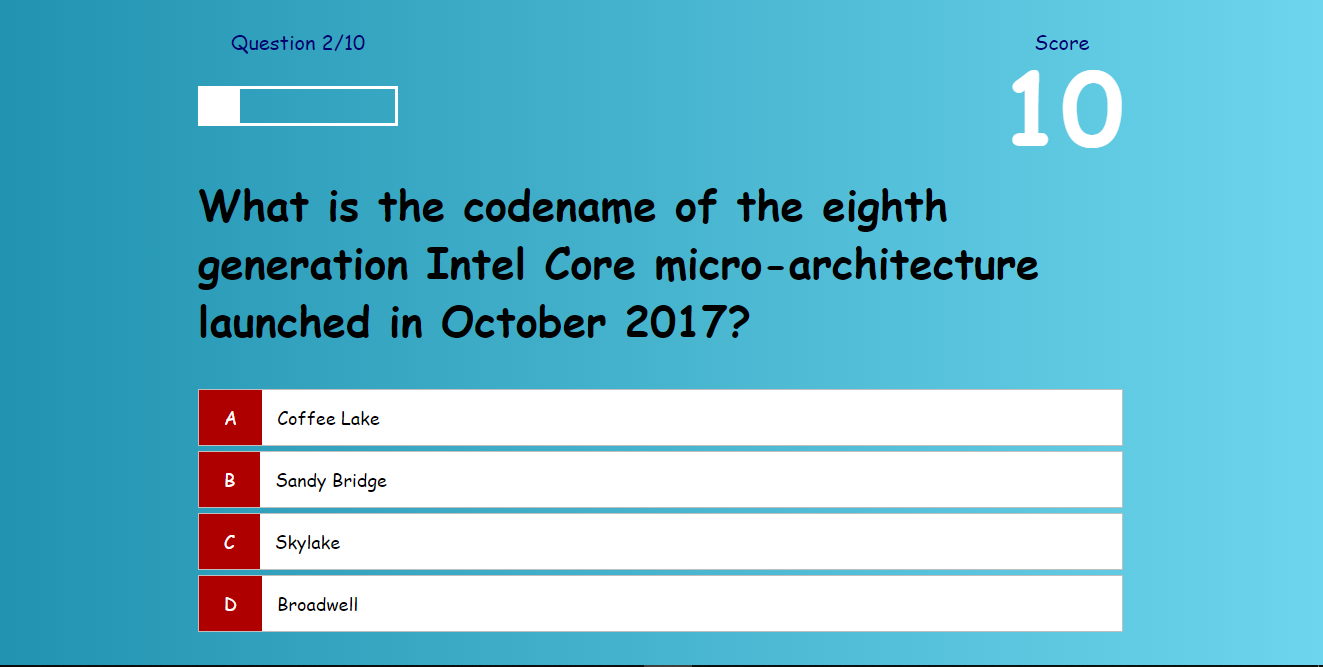 Question 2/10
Score
10
What is the codename of the eighth
generation Intel Core micro-architecture
launched in October 2017?
A Coffee Lake
B Sandy Bridge
C Skylake
D Broadwell